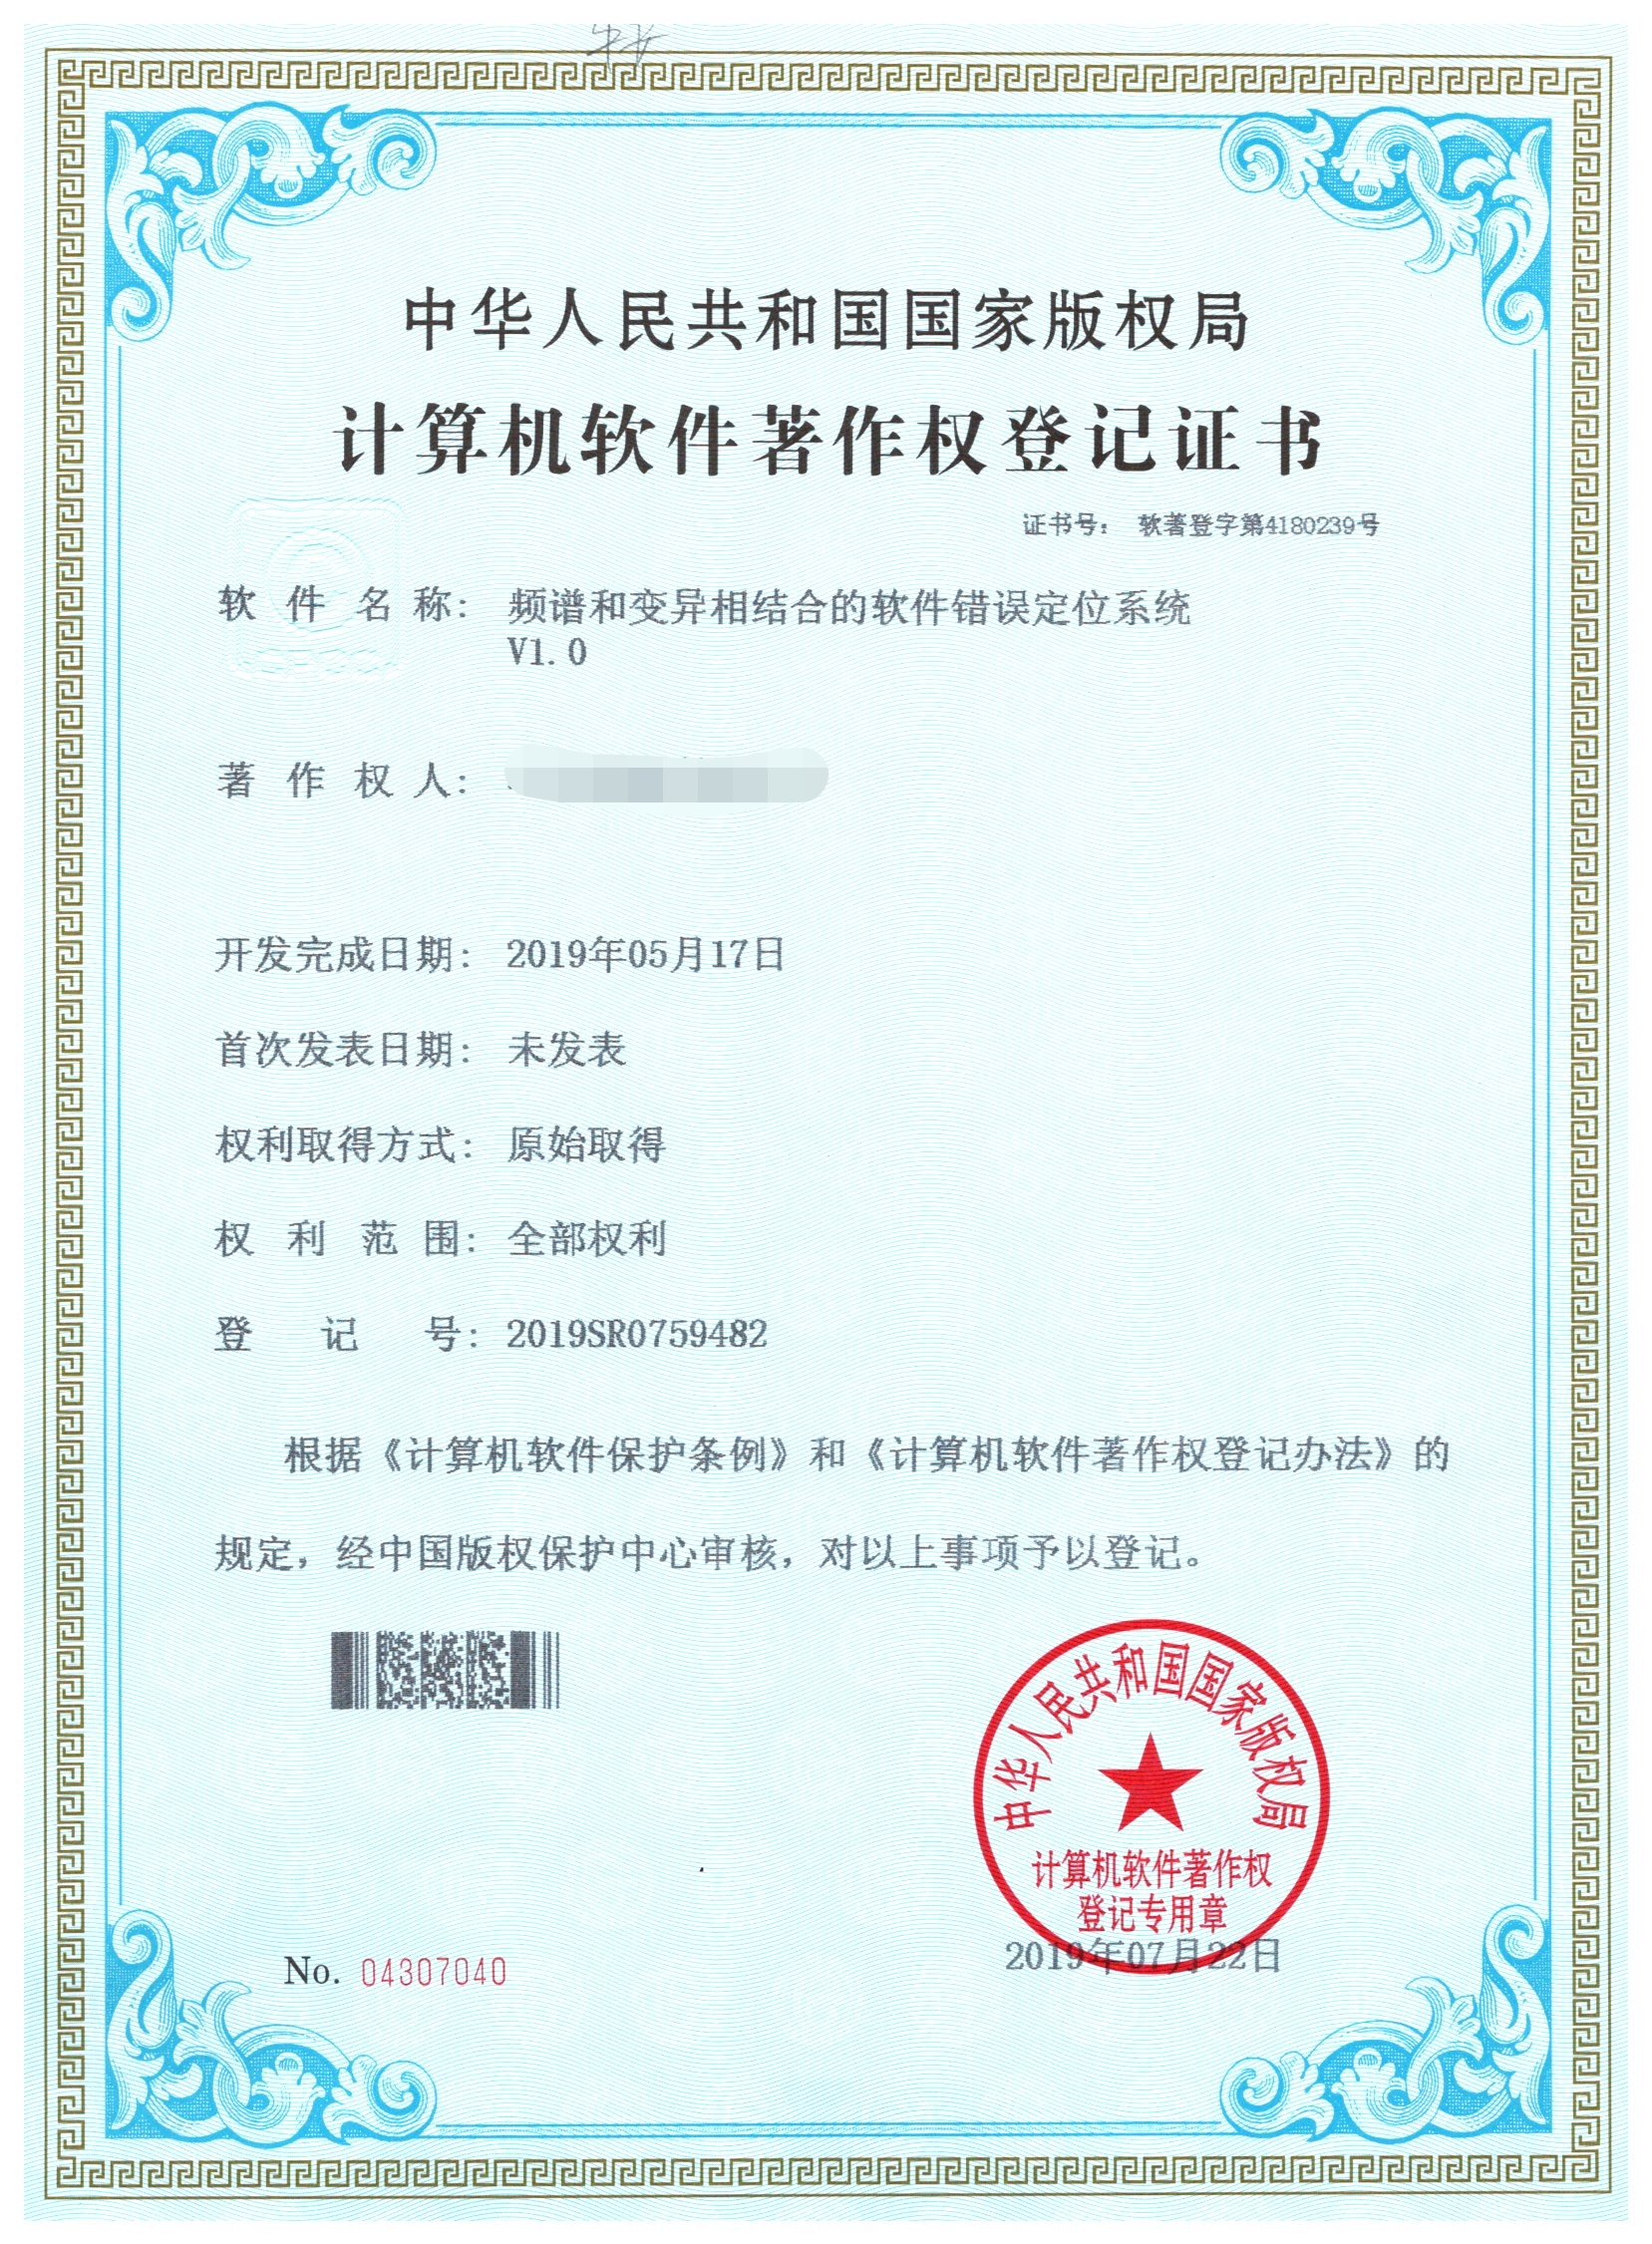 中华人民共和国国家版权局
计算机软件著作权登记证书
证书号： 软著登字第4180239号
软件名称： 频谱和变异相结合的软件错误定位系统
V1.0
著作权人：
开发完成日期： 2019年05月17日
首次发表日期： 未发表
权利取得方式： 原始取得
权利范围： 全部权利
登记号： 2019SR0759482
根据《计算机软件保护条例》和《计算机软件著作权登记办法》的
规定，经中国版权保护中心审核，对以上事项予以登记。
中华人民共和国国家版权局
计算机软件著作权
登记专用章
No. 04307040
2019年07月22日